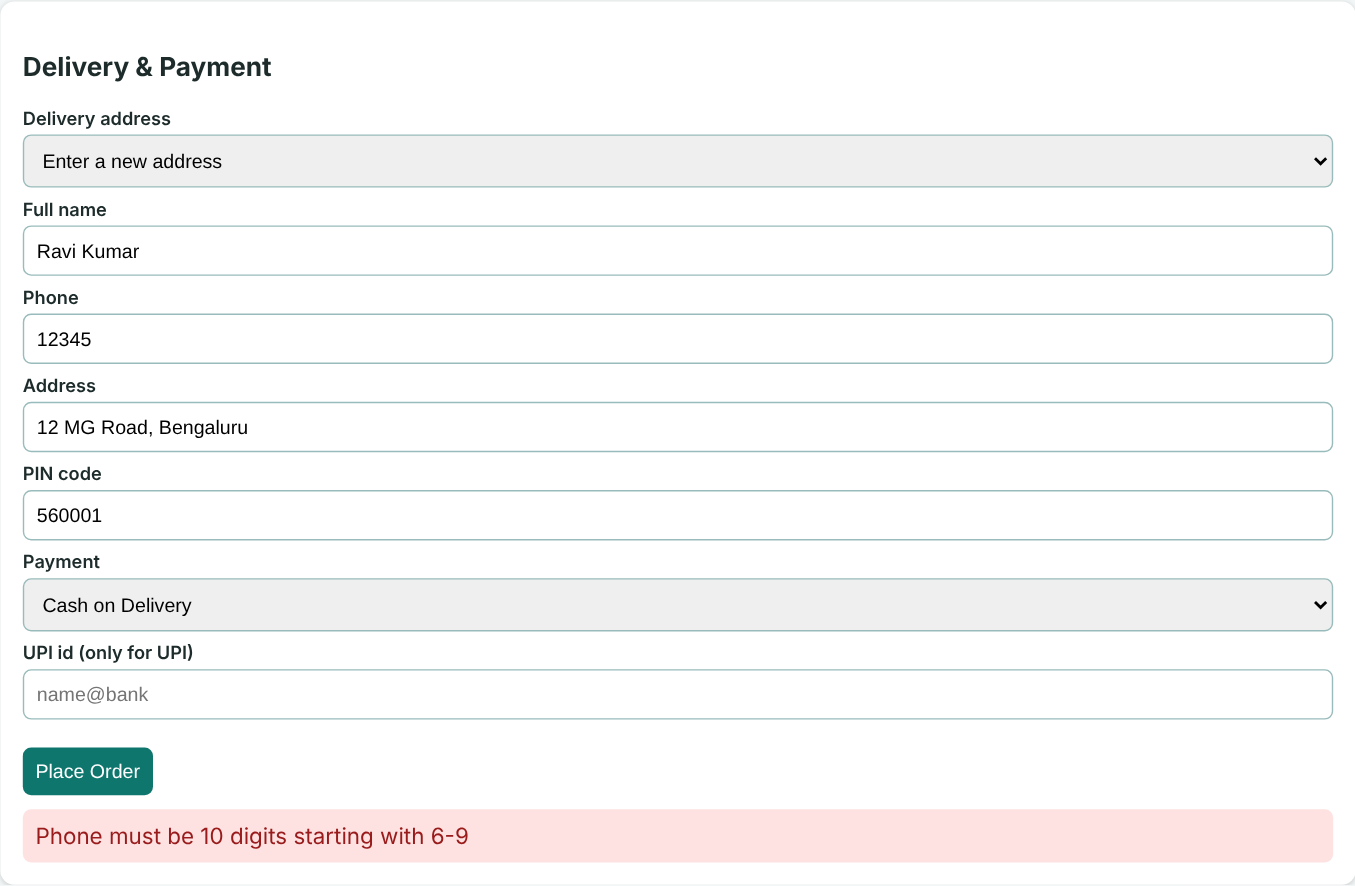 Delivery & Payment
Delivery address
Enter a new address
Full name
Ravi Kumar
Phone
12345
Address
12 MG Road, Bengaluru
PIN code
560001
Payment
Cash on Delivery
UPI id (only for UPI)
name@bank
Place Order
Phone must be 10 digits starting with 6-9